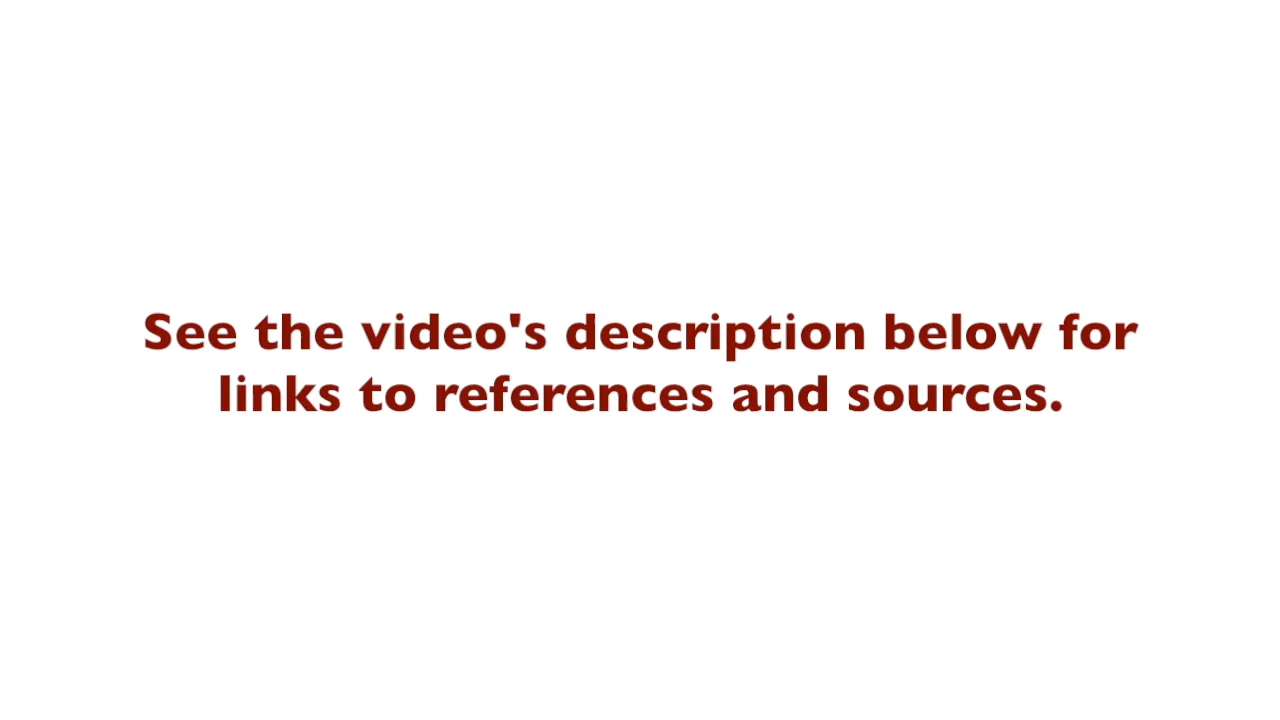 See the video's description below for
links to references and sources.